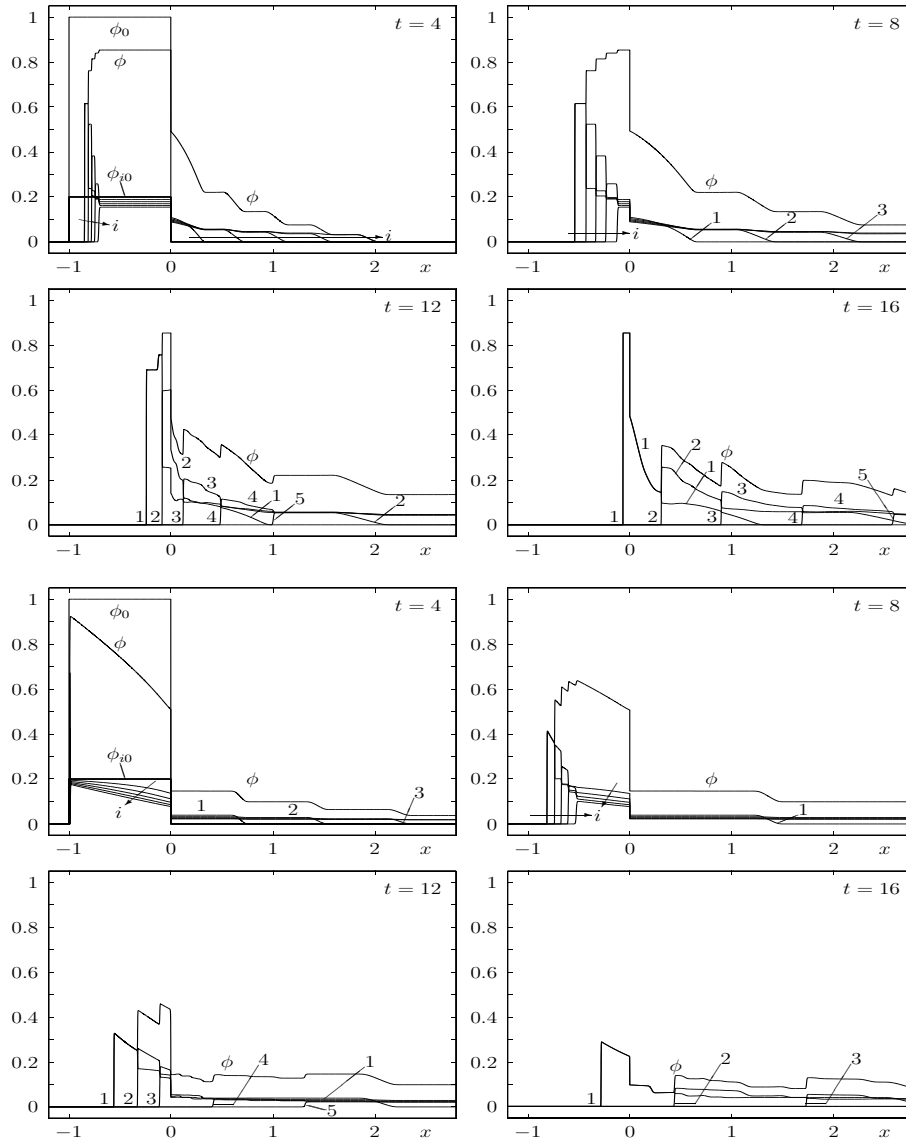 1 t = 4 1 t = 8
ϕ0
ϕ
0.8 0.8
0.6 0.6
0.4 0.4
ϕi0 ϕ
0.2 0.2
i i 1 2 3
0 0 i
−1 0 1 2 x −1 0 1 2 x
1 t = 12 1 t = 16
0.8 0.8
0.6 0.6
0.4 0.4
ϕ 1 2 ϕ
2 3 4 1 5 1 3 5
0.2 2 0.2 4
1 2 3 4 1 2 3 4
0 0
−1 0 1 2 x −1 0 1 2 x
1 t = 4 1 t = 8
ϕ0
ϕ
0.8 0.8
0.6 0.6
0.4 0.4
ϕi0
0.2 ϕ 3 0.2 ϕ
i 1 2 i 1
0 0
−1 0 1 2 x −1 0 1 2 x
1 t = 12 1 t = 16
0.8 0.8
0.6 0.6
0.4 0.4
0.2 ϕ 4 1 0.2 ϕ 2 3
1 2 3 5 1
0 0
−1 0 1 2 x −1 0 1 2 x